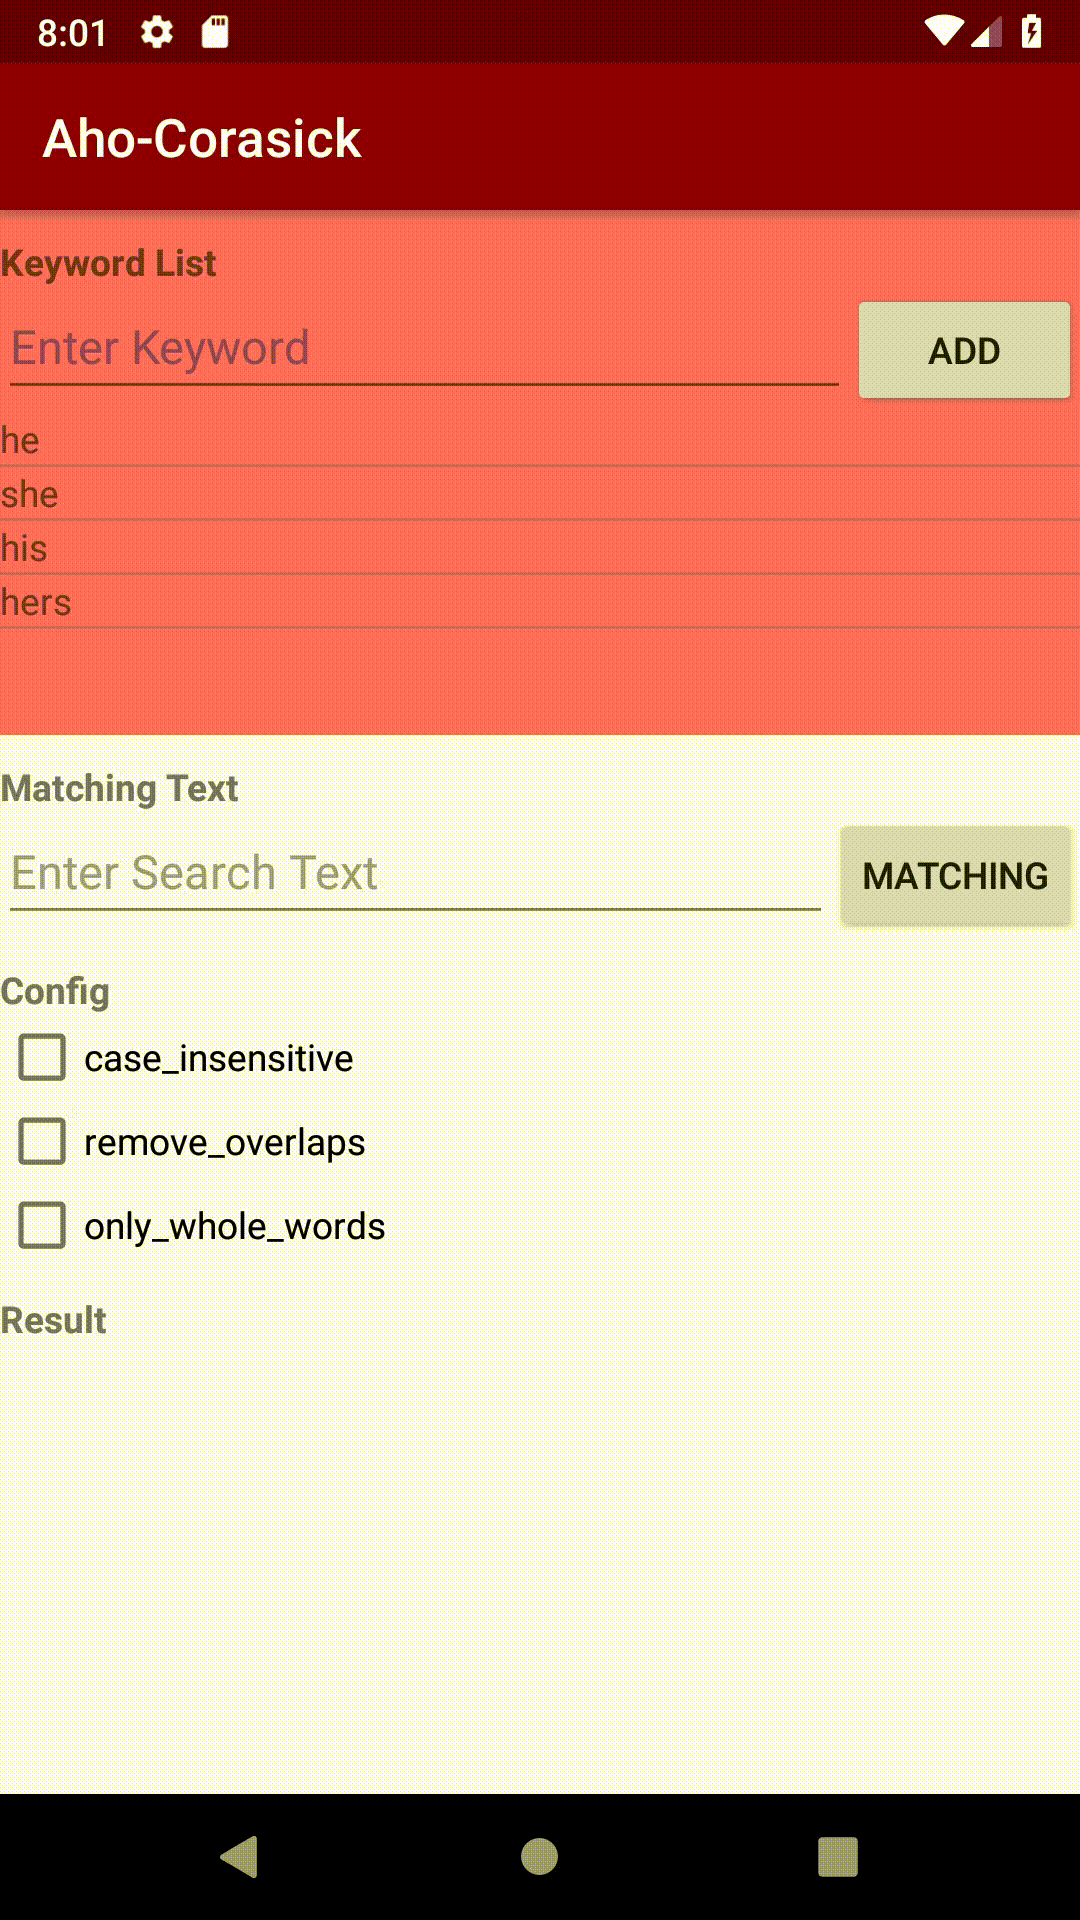 8:01
Aho-Corasick
Keyword List
Enter Keyword
ADD
he
she
his
hers
Matching Text
Enter Search Text
MATCHING
Config
case_insensitive
remove_overlaps
only_whole_words
Result